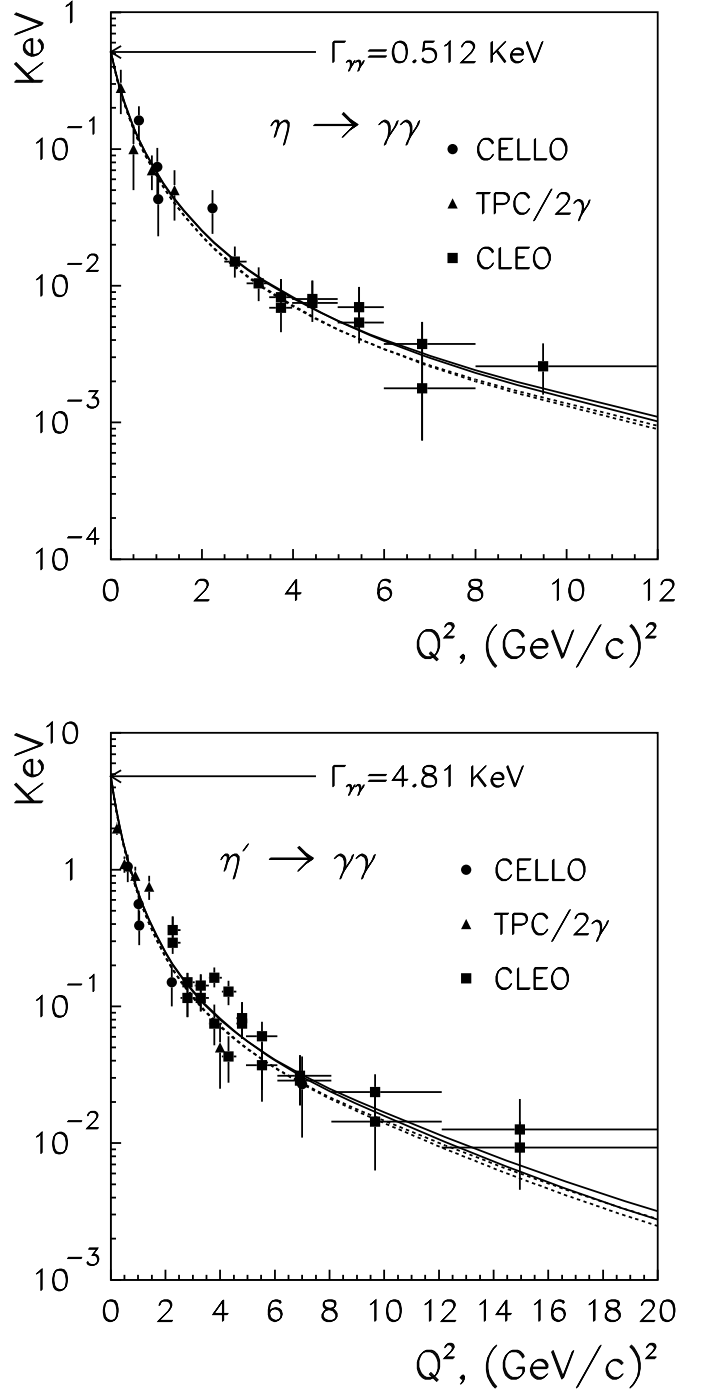 KeV
1
Γγγ=0.512 KeV
η → γγ
10⁻¹
CELLO
TPC/2γ
CLEO
10⁻²
10⁻³
10⁻⁴
0 2 4 6 8 10 12
Q², (GeV/c)²
KeV
10
Γγγ=4.81 KeV
η′ → γγ
1
CELLO
TPC/2γ
CLEO
10⁻¹
10⁻²
10⁻³
0 2 4 6 8 10 12 14 16 18 20
Q², (GeV/c)²